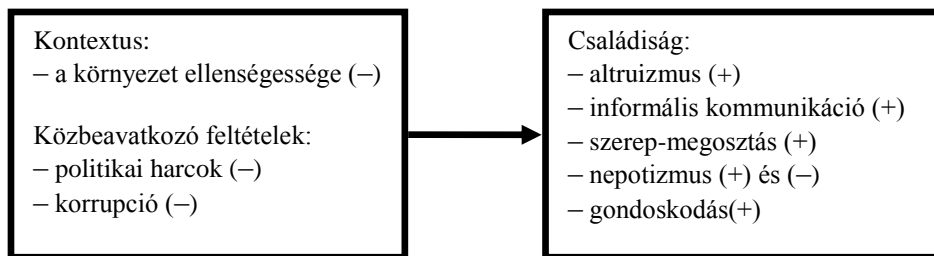 Kontextus:
– a környezet ellenségessége (–)
Közbeavatkozó feltételek:
– politikai harcok (–)
– korrupció (–)
Családiság:
– altruizmus (+)
– informális kommunikáció (+)
– szerep-megosztás (+)
– nepotizmus (+) és (–)
– gondoskodás(+)